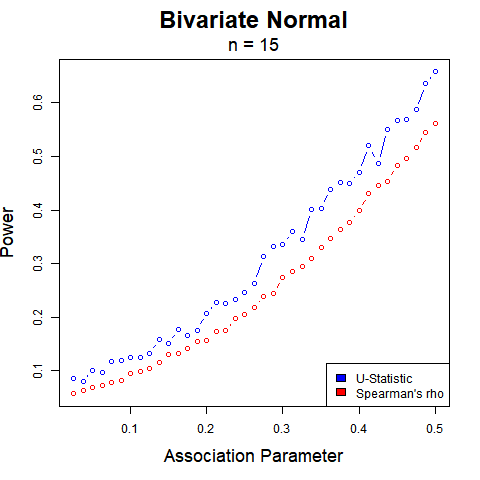 Bivariate Normal
n = 15
Power
0.6
0.5
0.4
0.3
0.2
0.1
U-Statistic
Spearman's rho
0.1 0.2 0.3 0.4 0.5
Association Parameter